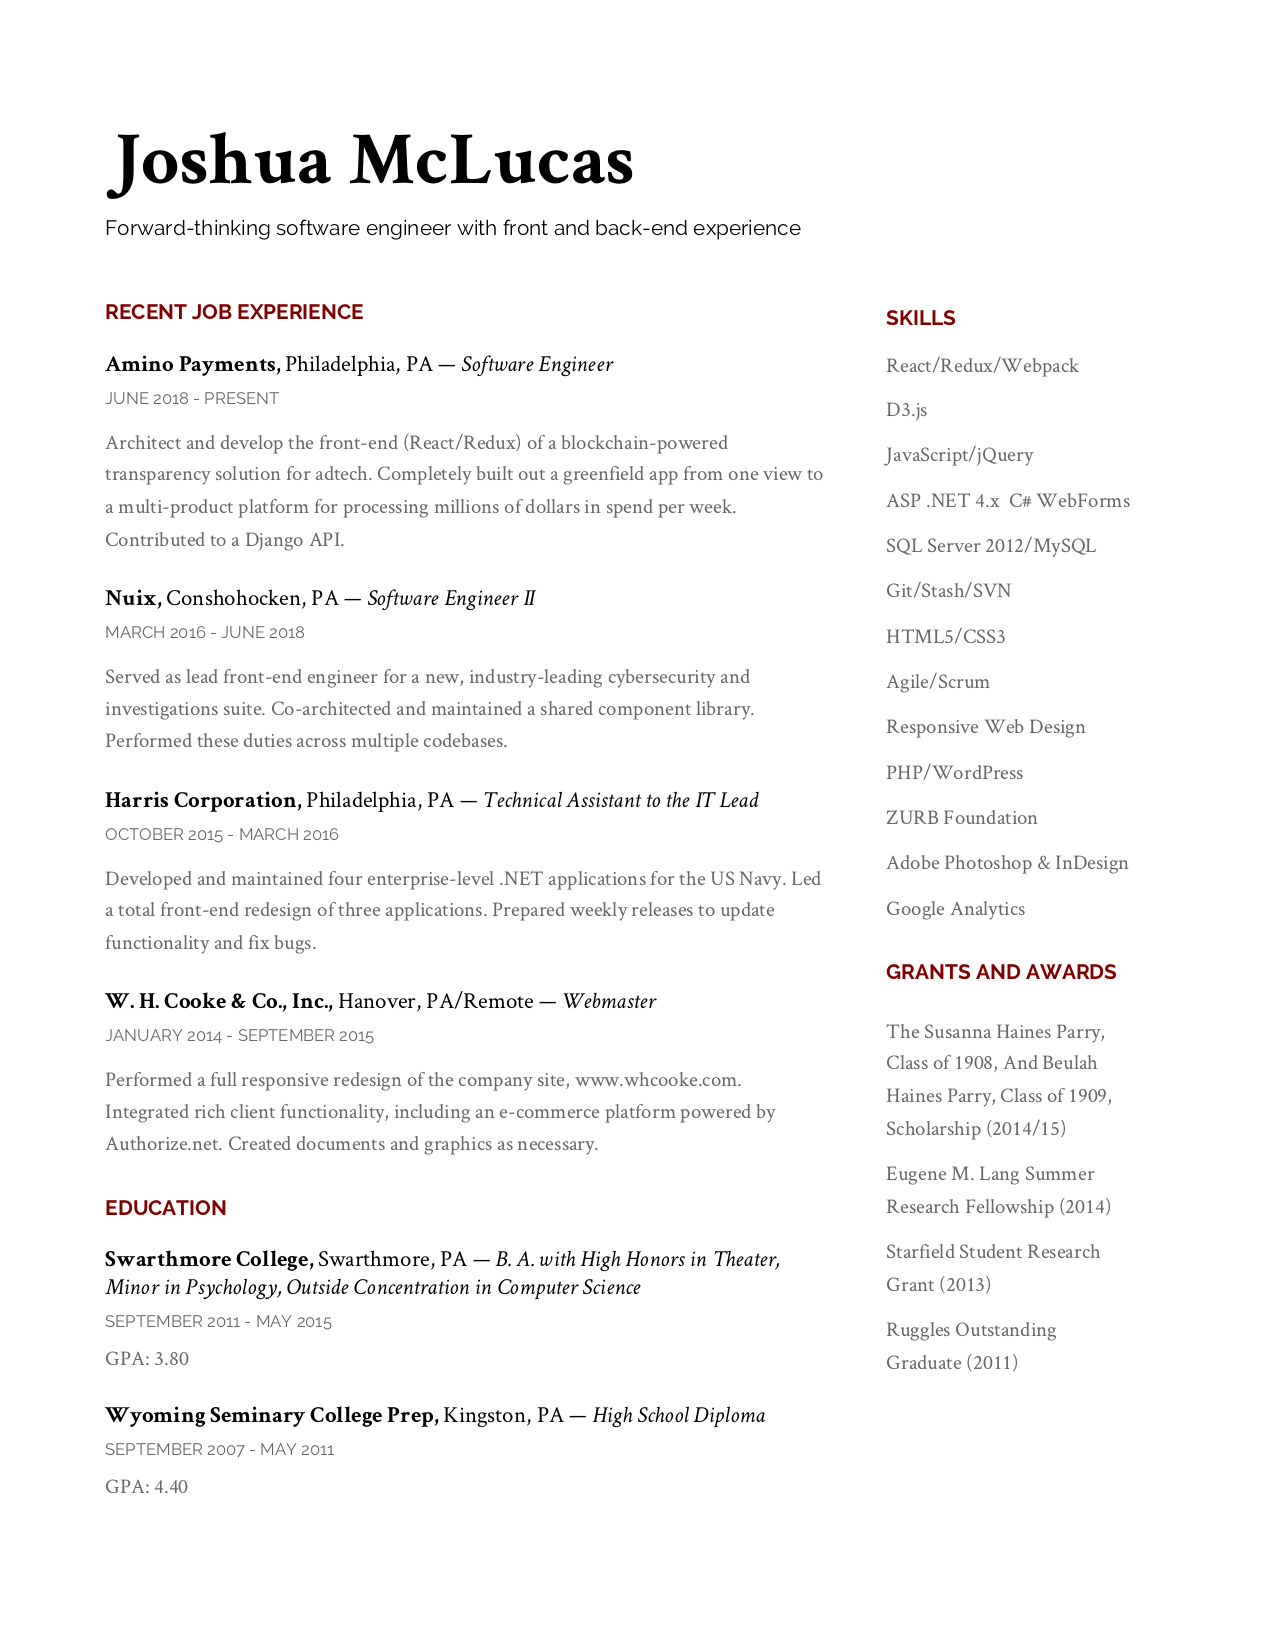 Joshua McLucas
Forward-thinking software engineer with front and back-end experience
RECENT JOB EXPERIENCE
Amino Payments, Philadelphia, PA — Software Engineer
JUNE 2018 - PRESENT
Architect and develop the front-end (React/Redux) of a blockchain-powered
transparency solution for adtech. Completely built out a greenfield app from one view to
a multi-product platform for processing millions of dollars in spend per week.
Contributed to a Django API.
Nuix, Conshohocken, PA — Software Engineer II
MARCH 2016 - JUNE 2018
Served as lead front-end engineer for a new, industry-leading cybersecurity and
investigations suite. Co-architected and maintained a shared component library.
Performed these duties across multiple codebases.
Harris Corporation, Philadelphia, PA — Technical Assistant to the IT Lead
OCTOBER 2015 - MARCH 2016
Developed and maintained four enterprise-level .NET applications for the US Navy. Led
a total front-end redesign of three applications. Prepared weekly releases to update
functionality and fix bugs.
W. H. Cooke & Co., Inc., Hanover, PA/Remote — Webmaster
JANUARY 2014 - SEPTEMBER 2015
Performed a full responsive redesign of the company site, www.whcooke.com.
Integrated rich client functionality, including an e-commerce platform powered by
Authorize.net. Created documents and graphics as necessary.
EDUCATION
Swarthmore College, Swarthmore, PA — B. A. with High Honors in Theater,
Minor in Psychology, Outside Concentration in Computer Science
SEPTEMBER 2011 - MAY 2015
GPA: 3.80
Wyoming Seminary College Prep, Kingston, PA — High School Diploma
SEPTEMBER 2007 - MAY 2011
GPA: 4.40
SKILLS
React/Redux/Webpack
D3.js
JavaScript/jQuery
ASP .NET 4.x  C# WebForms
SQL Server 2012/MySQL
Git/Stash/SVN
HTML5/CSS3
Agile/Scrum
Responsive Web Design
PHP/WordPress
ZURB Foundation
Adobe Photoshop & InDesign
Google Analytics
GRANTS AND AWARDS
The Susanna Haines Parry,
Class of 1908, And Beulah
Haines Parry, Class of 1909,
Scholarship (2014/15)
Eugene M. Lang Summer
Research Fellowship (2014)
Starfield Student Research
Grant (2013)
Ruggles Outstanding
Graduate (2011)